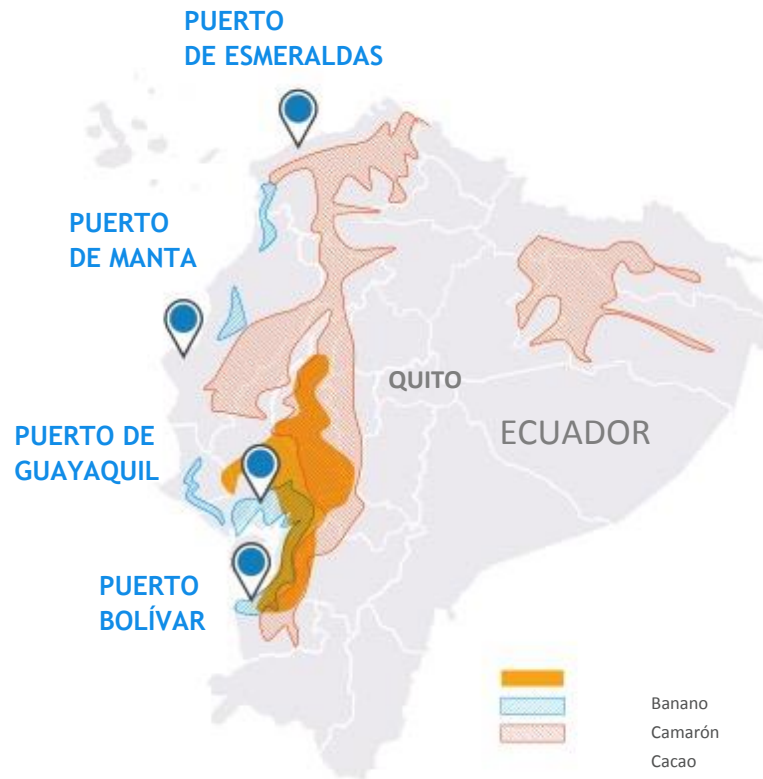 PUERTO
DE ESMERALDAS
PUERTO
DE MANTA
QUITO
ECUADOR
PUERTO DE
GUAYAQUIL
PUERTO
BOLÍVAR
Banano
Camarón
Cacao